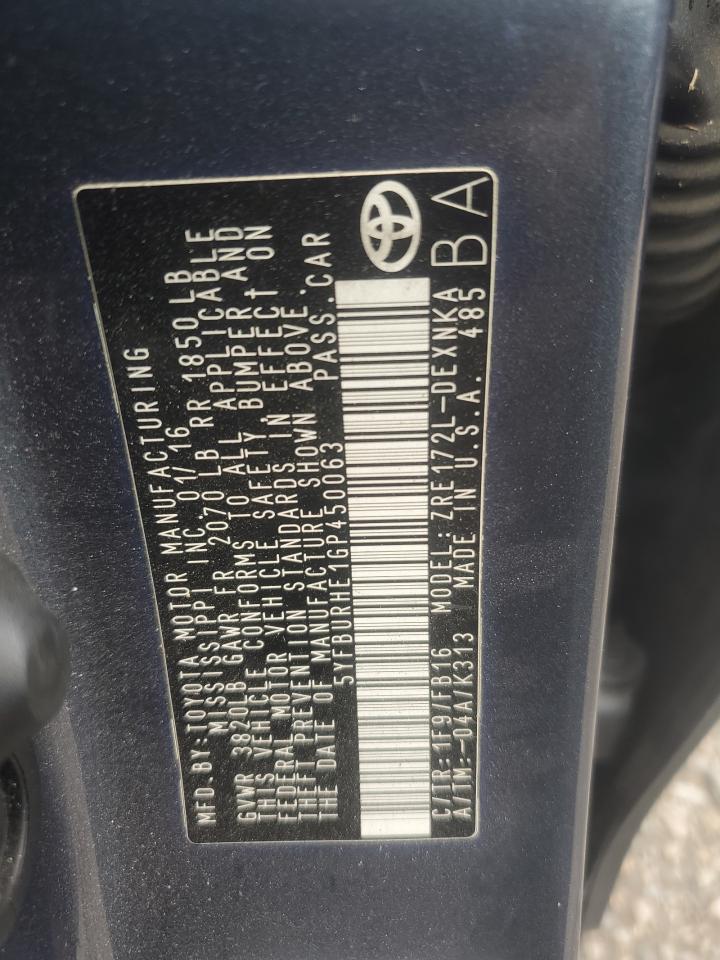 MFD.BY:TOYOTA MOTOR MANUFACTURING
MISSISSIPPI INC. 01/16
GVWR 3820LB GAWR FR 2070 LB RR 1850 LB
THIS VEHICLE CONFORMS TO ALL APPLICABLE
FEDERAL MOTOR VEHICLE SAFETY BUMPER AND
THEFT PREVENTION STANDARDS IN EFFECT ON
THE DATE OF MANUFACTURE SHOWN ABOVE.
5YFBURHE1GP450063 PASS.CAR
C/TR:1F9/FB16 MODEL:ZRE172L-DEXNKA
A/TM:-04A/K313 MADE IN U.S.A. 485
BA